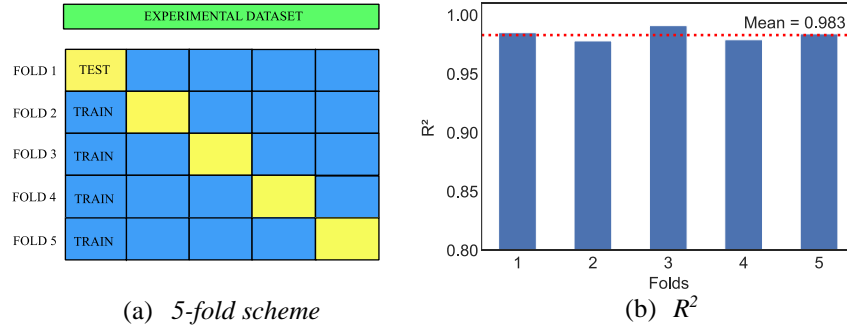 EXPERIMENTAL DATASET
FOLD 1
TEST
FOLD 2
TRAIN
FOLD 3
TRAIN
FOLD 4
TRAIN
FOLD 5
TRAIN
(a) 5-fold scheme
1.00
0.95
0.90
0.85
0.80
R²
Mean = 0.983
1 2 3 4 5
Folds
(b) R²